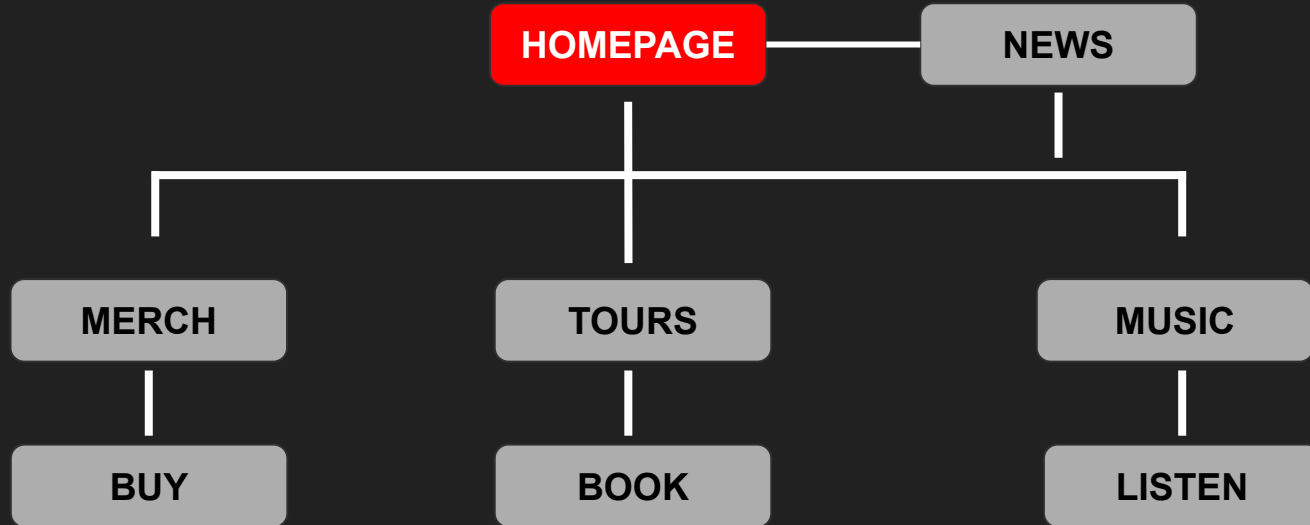 HOMEPAGE
NEWS
MERCH
TOURS
MUSIC
BUY
BOOK
LISTEN